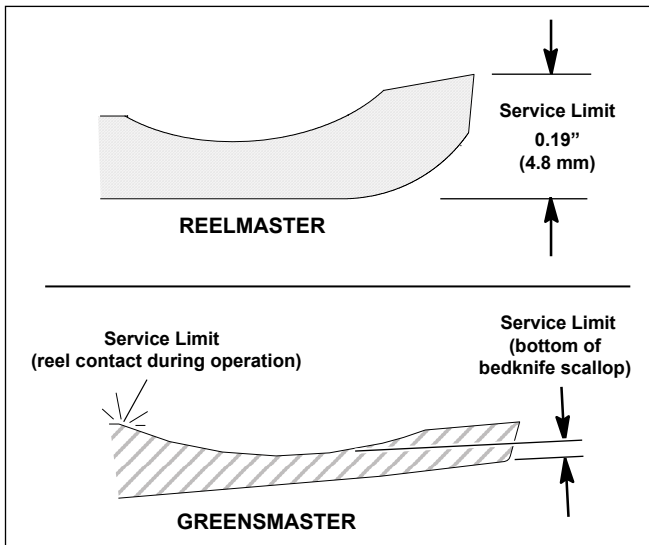 Service Limit
0.19”
(4.8 mm)
REELMASTER
Service Limit
(reel contact during operation)
Service Limit
(bottom of
bedknife scallop)
GREENSMASTER